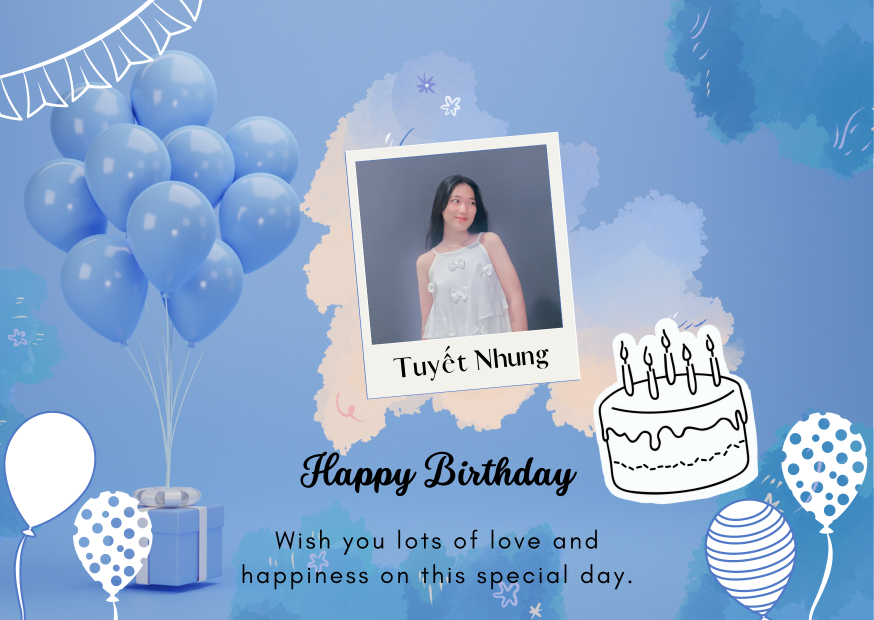 Tuyết Nhung
Happy Birthday
Wish you lots of love and
happiness on this special day.